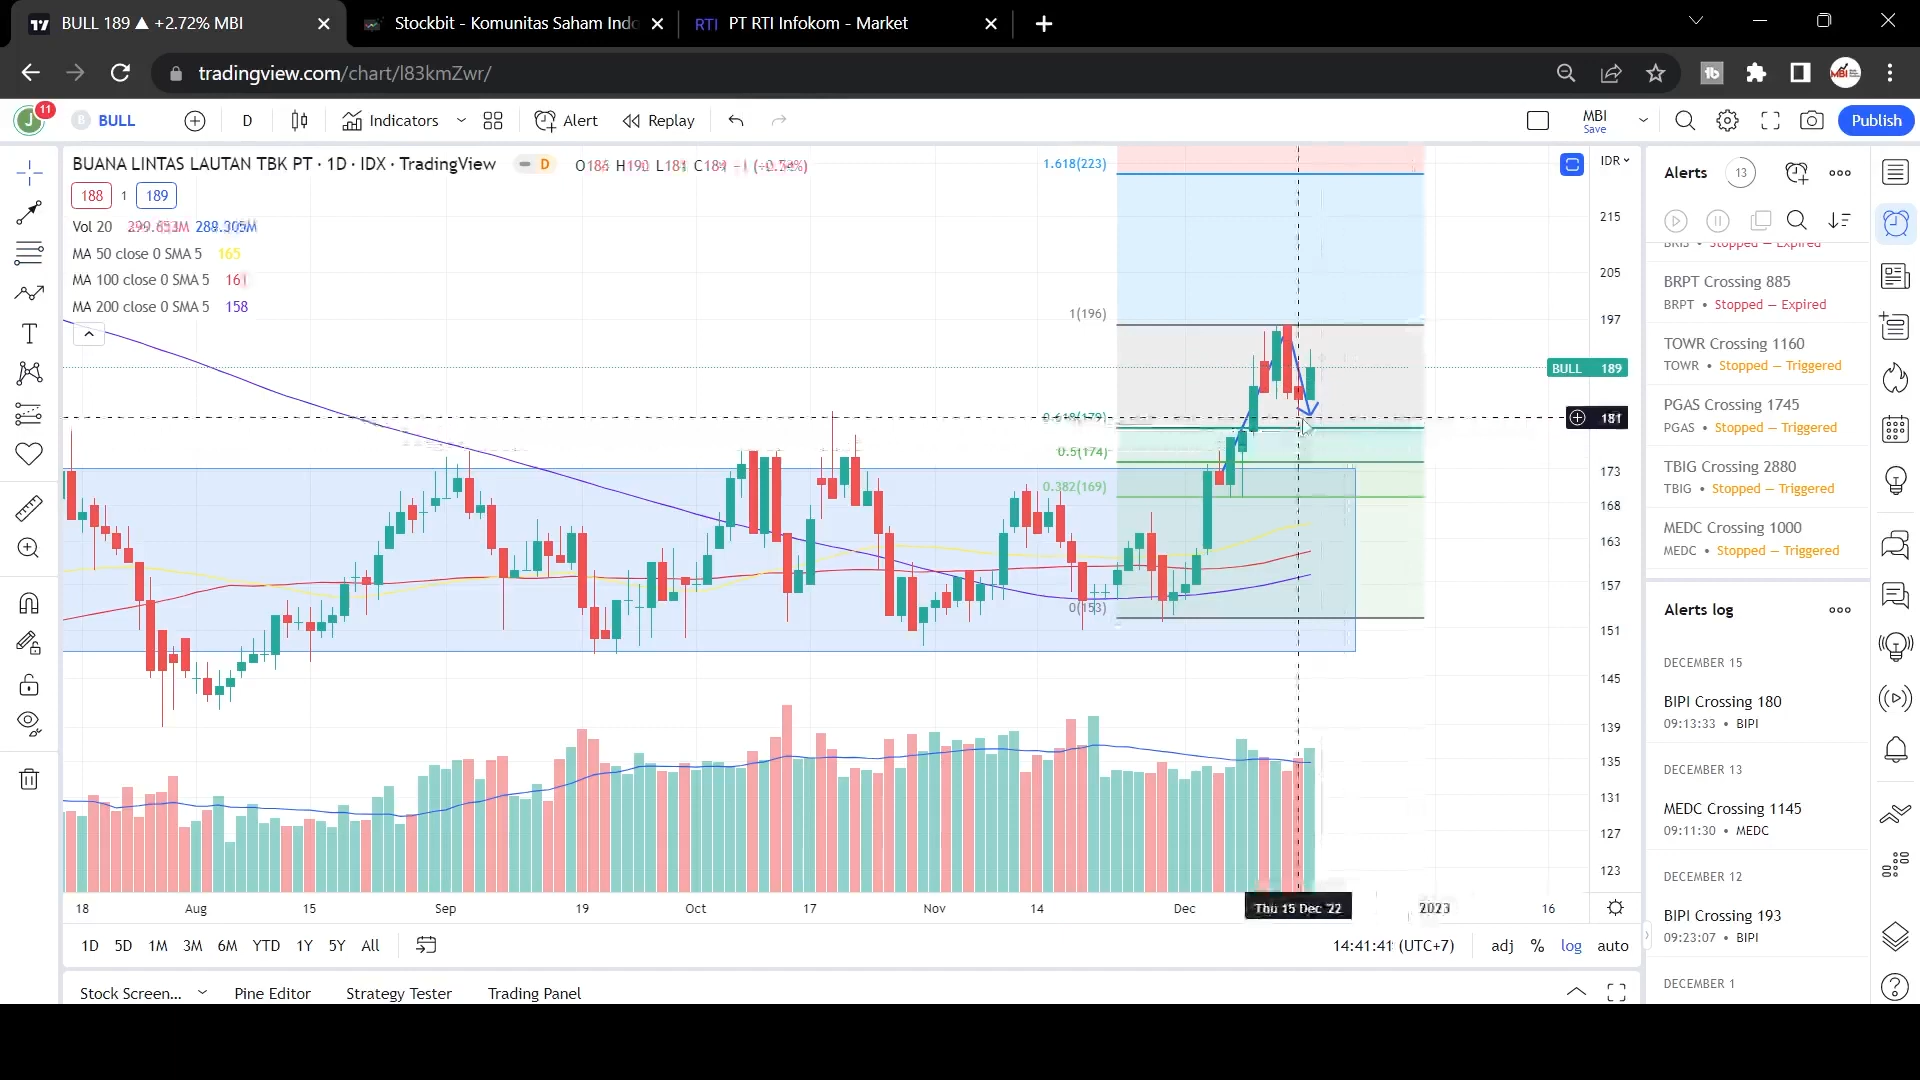 BULL 189 ▲ +2.72% MBI
Stockbit - Komunitas Saham Indo
RTI PT RTI Infokom - Market
tradingview.com/chart/l83kmZwr/
J 11 BULL D Indicators Alert Replay MBI Save Publish
BUANA LINTAS LAUTAN TBK PT · 1D · IDX · TradingView D
188 1 189
Vol 20
MA 50 close 0 SMA 5 165
MA 100 close 0 SMA 5 161
MA 200 close 0 SMA 5 158
1.618(223)
1(196)
0.618(179)
0.5(174)
0.382(169)
0(153)
IDR
215
205
197
BULL 189
181
173
168
163
157
151
145
139
135
131
127
123
18 Aug 15 Sep 19 Oct 17 Nov 14 Dec Thu 15 Dec '22 2023 16
1D 5D 1M 3M 6M YTD 1Y 5Y All
14:41:41 (UTC+7) adj % log auto
Stock Screen... Pine Editor Strategy Tester Trading Panel
Alerts 13
BRIS • Stopped — Expired
BRPT Crossing 885
BRPT • Stopped — Expired
TOWR Crossing 1160
TOWR • Stopped — Triggered
PGAS Crossing 1745
PGAS • Stopped — Triggered
TBIG Crossing 2880
TBIG • Stopped — Triggered
MEDC Crossing 1000
MEDC • Stopped — Triggered
Alerts log
DECEMBER 15
BIPI Crossing 180
09:13:33 • BIPI
DECEMBER 13
MEDC Crossing 1145
09:11:30 • MEDC
DECEMBER 12
BIPI Crossing 193
09:23:07 • BIPI
DECEMBER 1